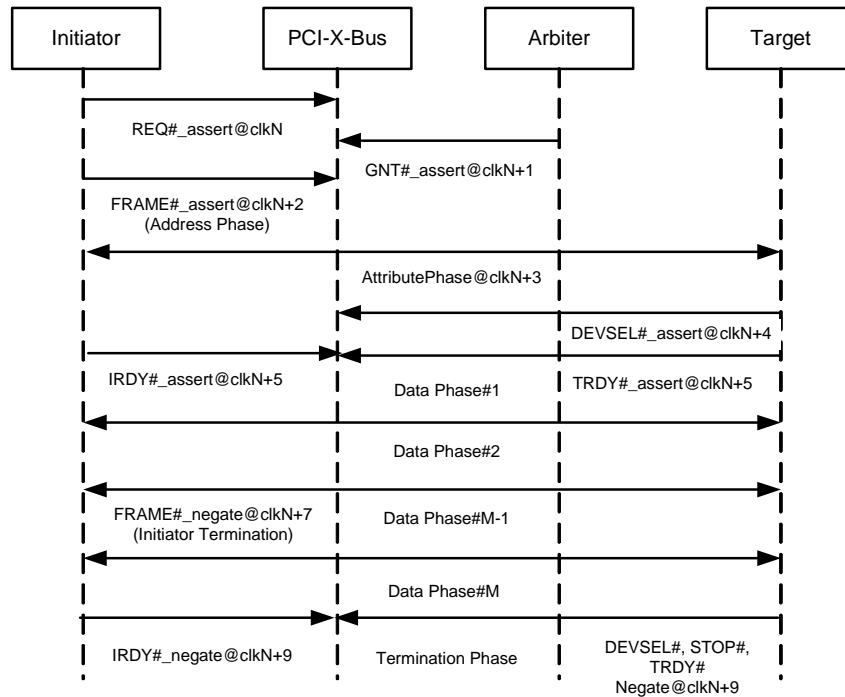 Initiator
PCI-X-Bus
Arbiter
Target
REQ#_assert@clkN
GNT#_assert@clkN+1
FRAME#_assert@clkN+2
(Address Phase)
AttributePhase@clkN+3
DEVSEL#_assert@clkN+4
IRDY#_assert@clkN+5
Data Phase#1
TRDY#_assert@clkN+5
Data Phase#2
FRAME#_negate@clkN+7
(Initiator Termination)
Data Phase#M-1
Data Phase#M
IRDY#_negate@clkN+9
Termination Phase
DEVSEL#, STOP#,
TRDY#
Negate@clkN+9